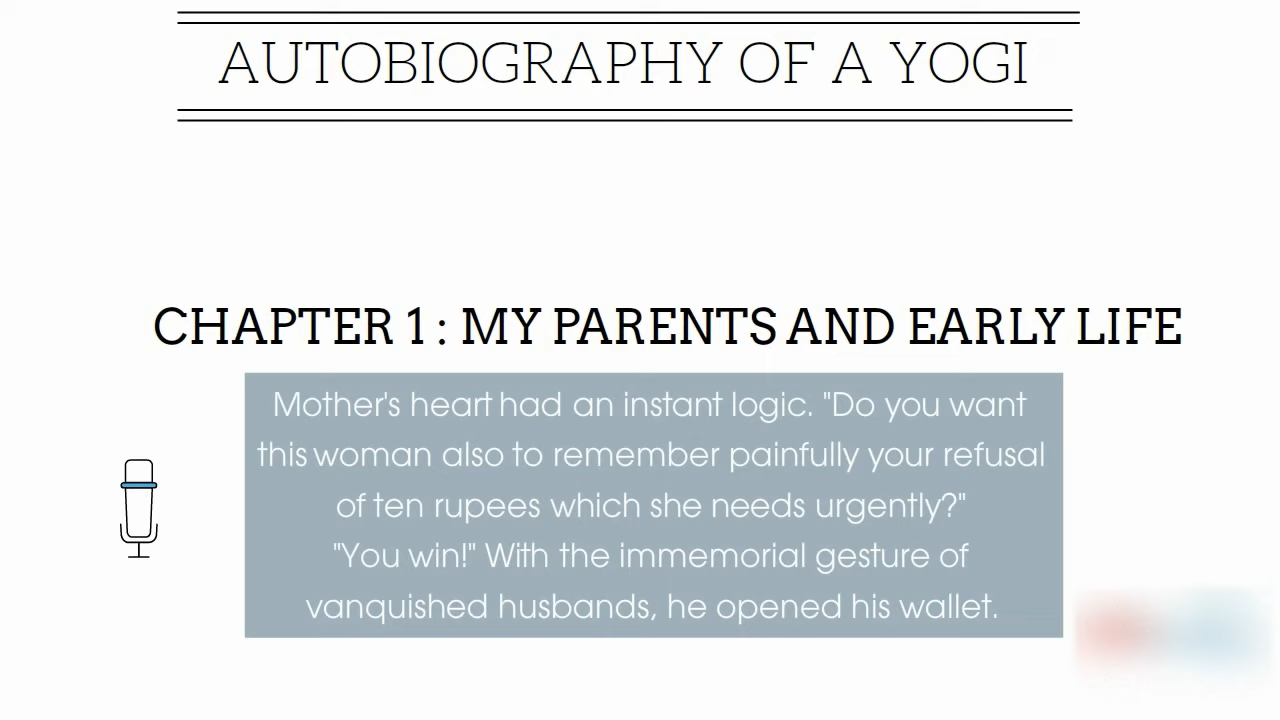 AUTOBIOGRAPHY OF A YOGI
CHAPTER 1 : MY PARENTS AND EARLY LIFE
Mother's heart had an instant logic. "Do you want
this woman also to remember painfully your refusal
of ten rupees which she needs urgently?"
"You win!" With the immemorial gesture of
vanquished husbands, he opened his wallet.